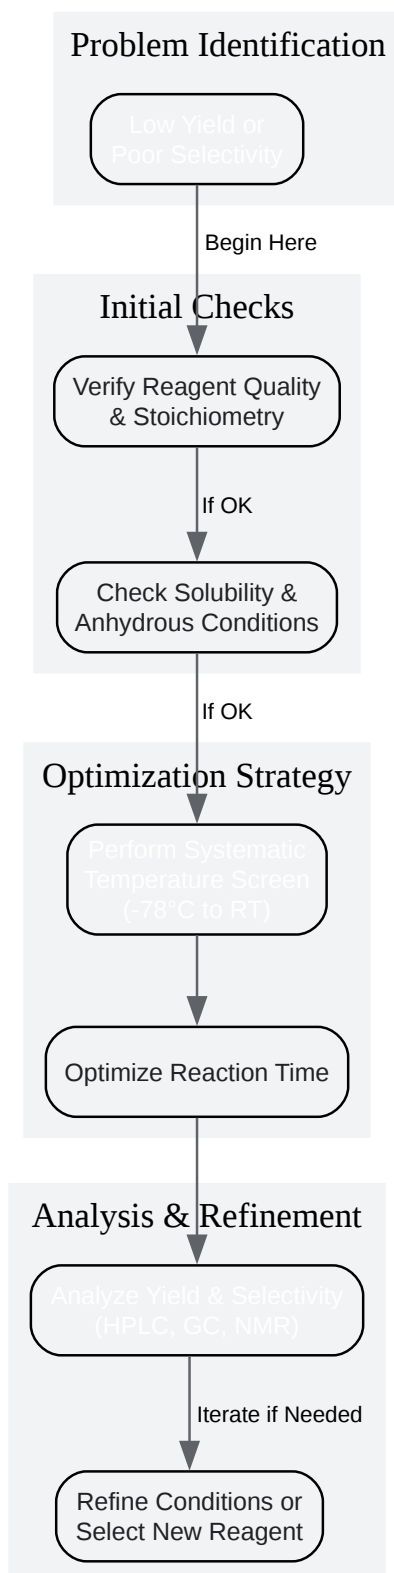 Problem Identification
Low Yield or
Poor Selectivity
Begin Here
Initial Checks
Verify Reagent Quality
& Stoichiometry
If OK
Check Solubility &
Anhydrous Conditions
If OK
Optimization Strategy
Perform Systematic
Temperature Screen
(-78°C to RT)
Optimize Reaction Time
Analysis & Refinement
Analyze Yield & Selectivity
(HPLC, GC, NMR)
Iterate if Needed
Refine Conditions or
Select New Reagent